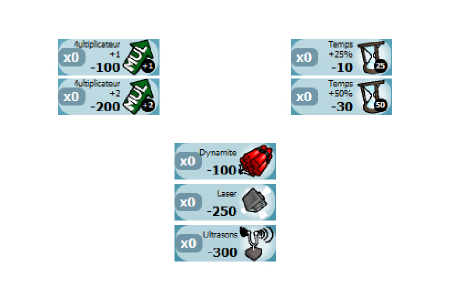 Multiplicateur
+1
x0
-100
MUL
+1
Multiplicateur
+2
x0
-200
MUL
+2
Temps
+25%
x0
-10
25
Temps
+50%
x0
-30
50
Dynamite
x0
-100
Laser
x0
-250
Ultrasons
x0
-300